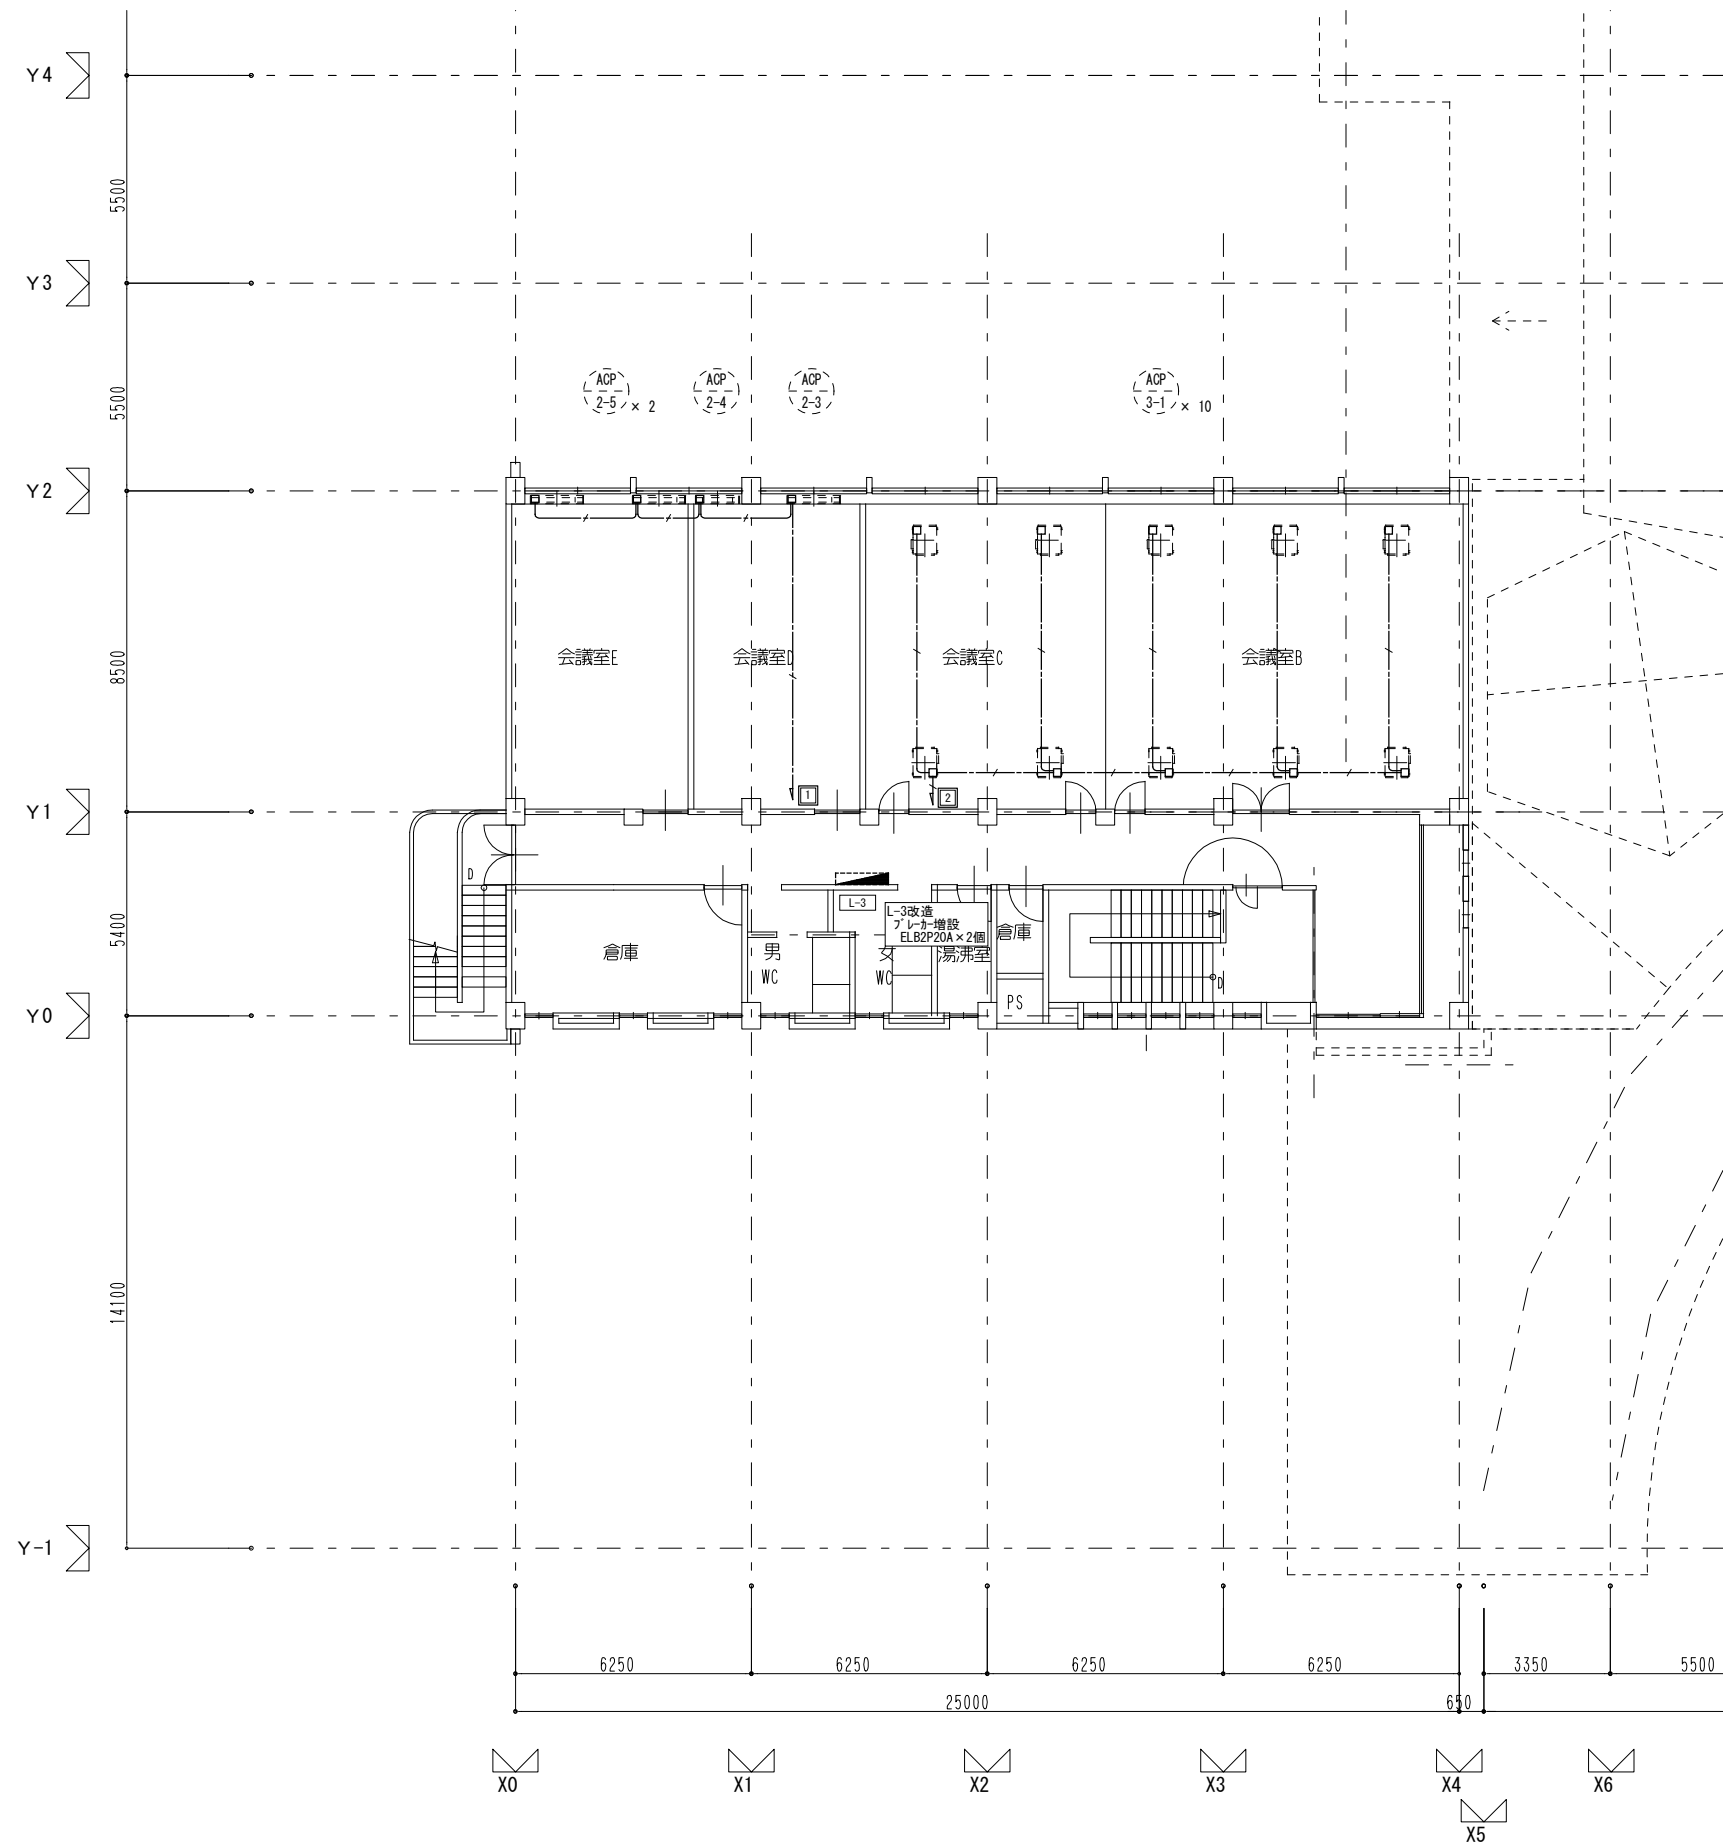 Y4
5500
Y3
5500
ACP
2-5 × 2
ACP
2-4
ACP
2-3
ACP
3-1 × 10
Y2
8500
会議室E
会議室D
会議室C
会議室B
1
2
Y1
D
5400
L-3
L-3改造
ブレーカー増設
ELB2P20A×2個
倉庫
男
WC
女
WC
湯沸室
倉庫
PS
D
Y0
14100
Y-1
6250
6250
6250
6250
3350
5500
25000
650
X0
X1
X2
X3
X4
X6
X5